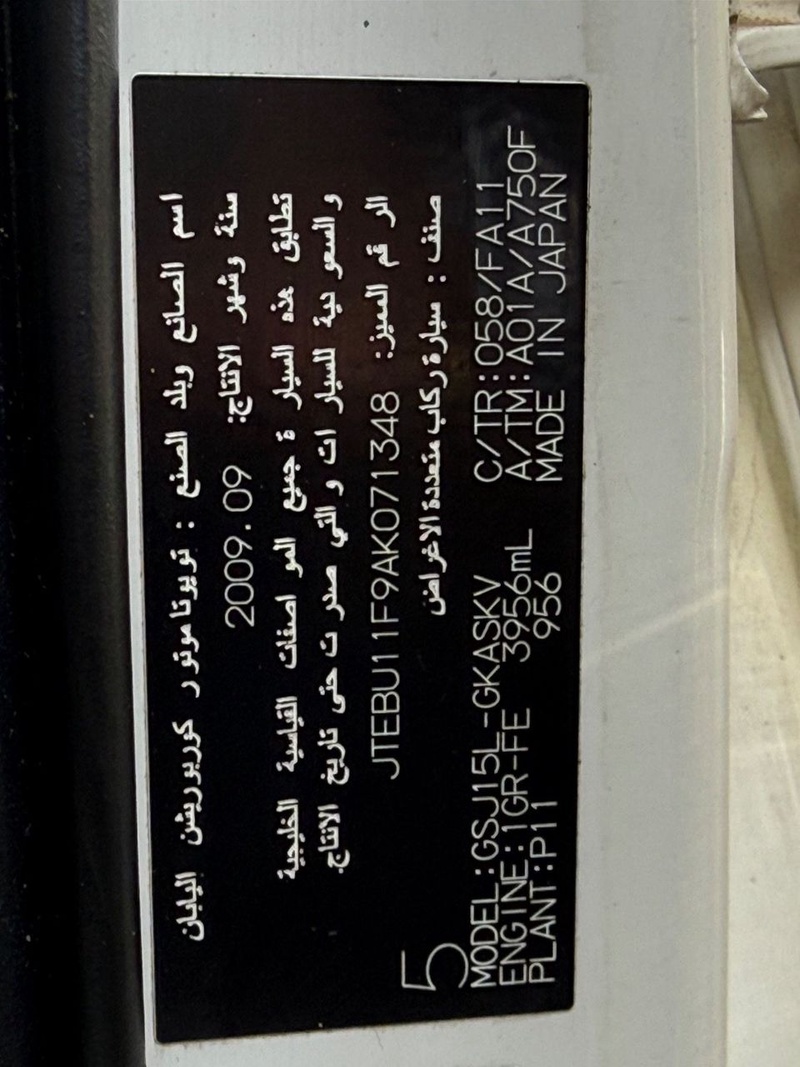 اسم الصانع وبلد الصنع : تويوتا موتور كوربوريشن اليابان
سنة وشهر الانتاج: 2009.09
تطابق هذه السيارة جميع المواصفات القياسية الخليجية
والسعودية للسيارات والتي صدرت حتى تاريخ الانتاج.
الرقم المميز: JTEBU11F9AK071348
صنف : سيارة ركاب متعددة الاغراض
5
MODEL:GSJ15L-GKASKV C/TR:058/FA11
ENGINE:1GR-FE 3956mL A/TM:A01A/A750F
PLANT:P11 956 MADE IN JAPAN